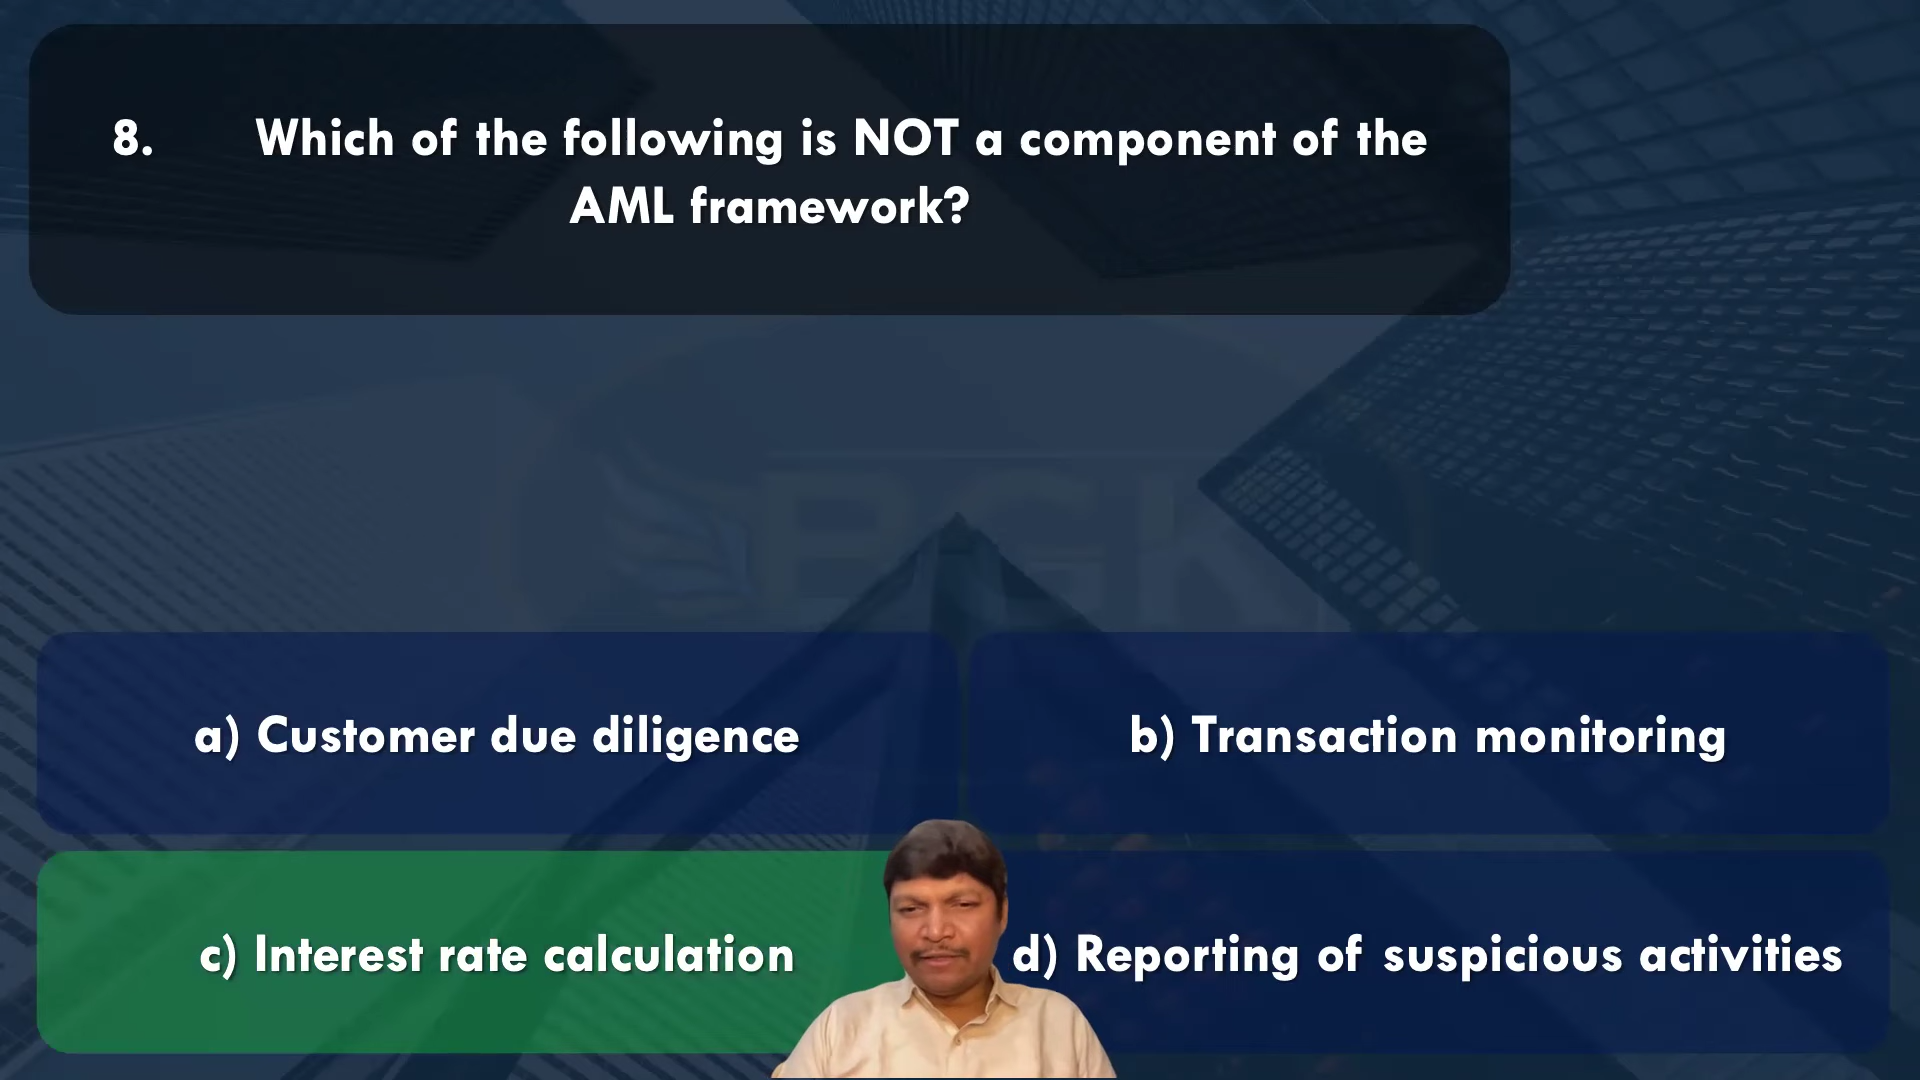 8. Which of the following is NOT a component of the
AML framework?
BGK
a) Customer due diligence
b) Transaction monitoring
c) Interest rate calculation
d) Reporting of suspicious activities